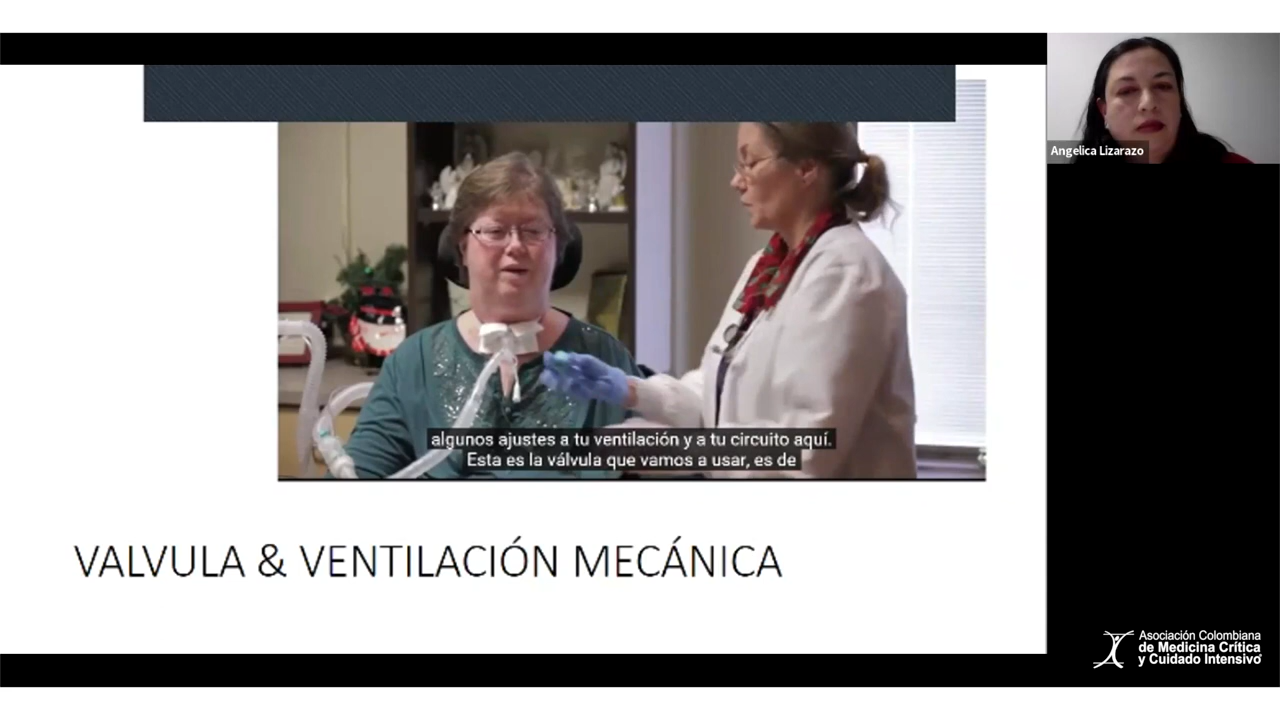 Angelica Lizarazo
algunos ajustes a tu ventilación y a tu circuito aquí.
Esta es la válvula que vamos a usar, es de
VALVULA & VENTILACIÓN MECÁNICA
Asociación Colombiana
de Medicina Crítica
y Cuidado Intensivo